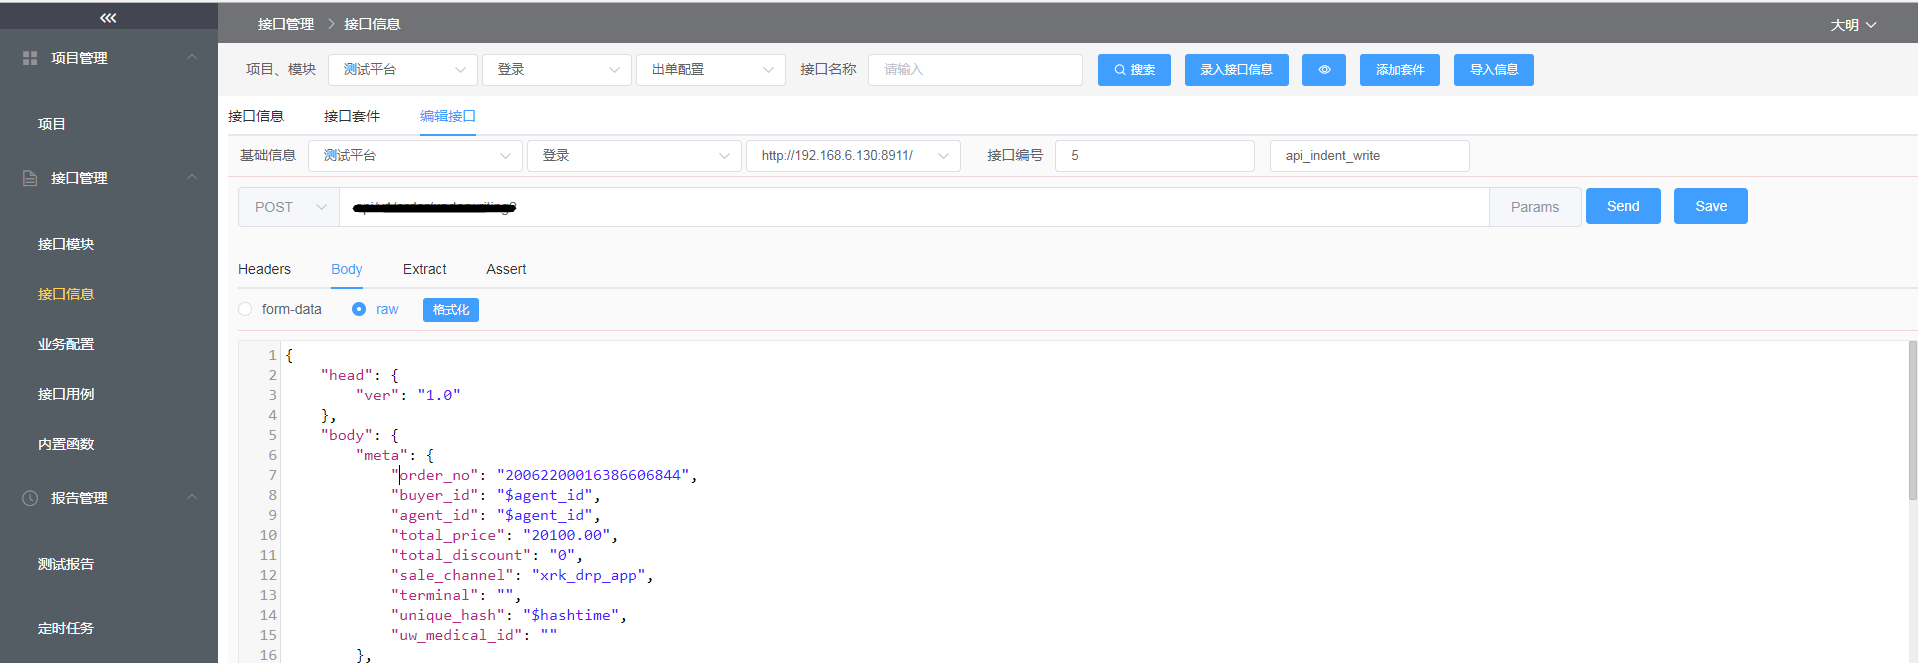 接口管理 > 接口信息
大明
项目管理
项目
接口管理
接口模块
接口信息
业务配置
接口用例
内置函数
报告管理
测试报告
定时任务
项目、模块 测试平台 登录 出单配置 接口名称 请输入 搜索 录入接口信息 添加套件 导入信息
接口信息 接口套件 编辑接口
基础信息 测试平台 登录 http://192.168.6.130:8911/ 接口编号 5 api_indent_write
POST Params Send Save
Headers Body Extract Assert
form-data raw 格式化
1 {
2 "head": {
3 "ver": "1.0"
4 },
5 "body": {
6 "meta": {
7 "order_no": "20062200016386606844",
8 "buyer_id": "$agent_id",
9 "agent_id": "$agent_id",
10 "total_price": "20100.00",
11 "total_discount": "0",
12 "sale_channel": "xrk_drp_app",
13 "terminal": "",
14 "unique_hash": "$hashtime",
15 "uw_medical_id": ""
16 },